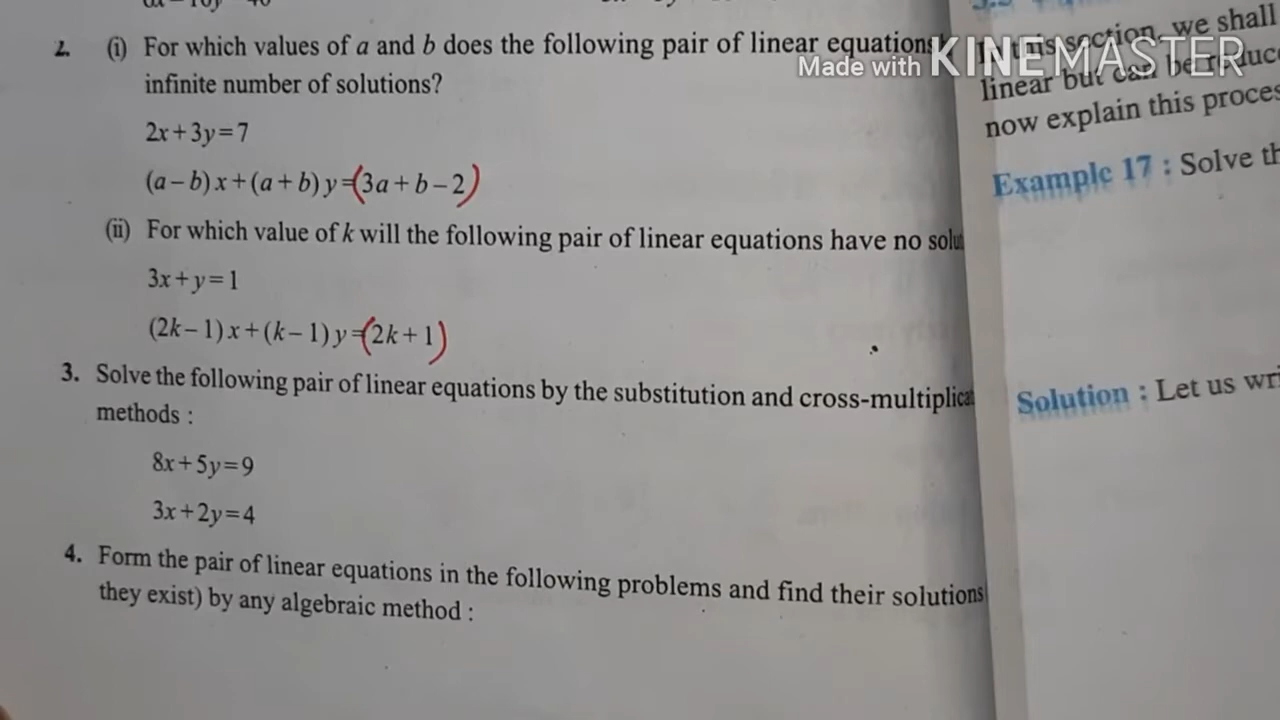 2. (i) For which values of a and b does the following pair of linear equations
infinite number of solutions?
2x+3y=7
(a-b)x+(a+b)y=(3a+b-2)
(ii) For which value of k will the following pair of linear equations have no
3x+y=1
(2k-1)x+(k-1)y=(2k+1)
3. Solve the following pair of linear equations by the substitution and
methods :
8x+5y=9
3x+2y=4
4. Form the pair of linear equations in the following problems and find their solutions
they exist) by any algebraic method :
Made with KINEMASTER
section, we shall
linear but can be
now explain this
Example 17 : Solve
Solution : Let us